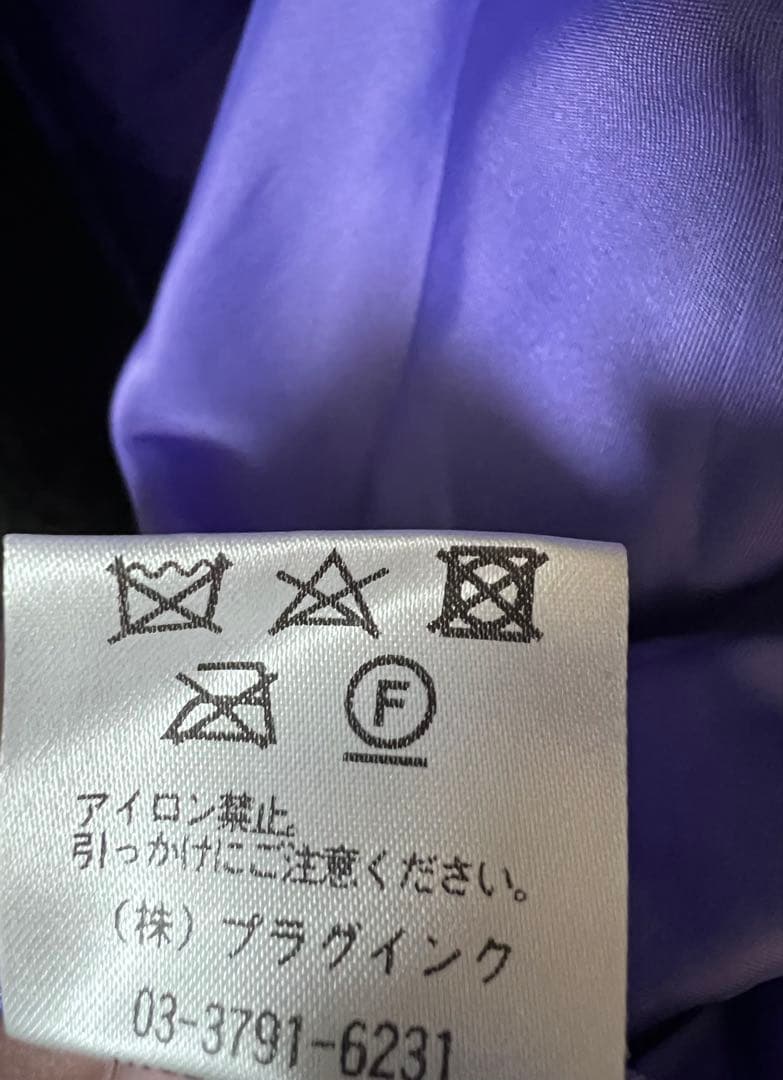 F
アイロン禁止。
引っかけにご注意ください。
（株）プラグインク
03-3791-6231